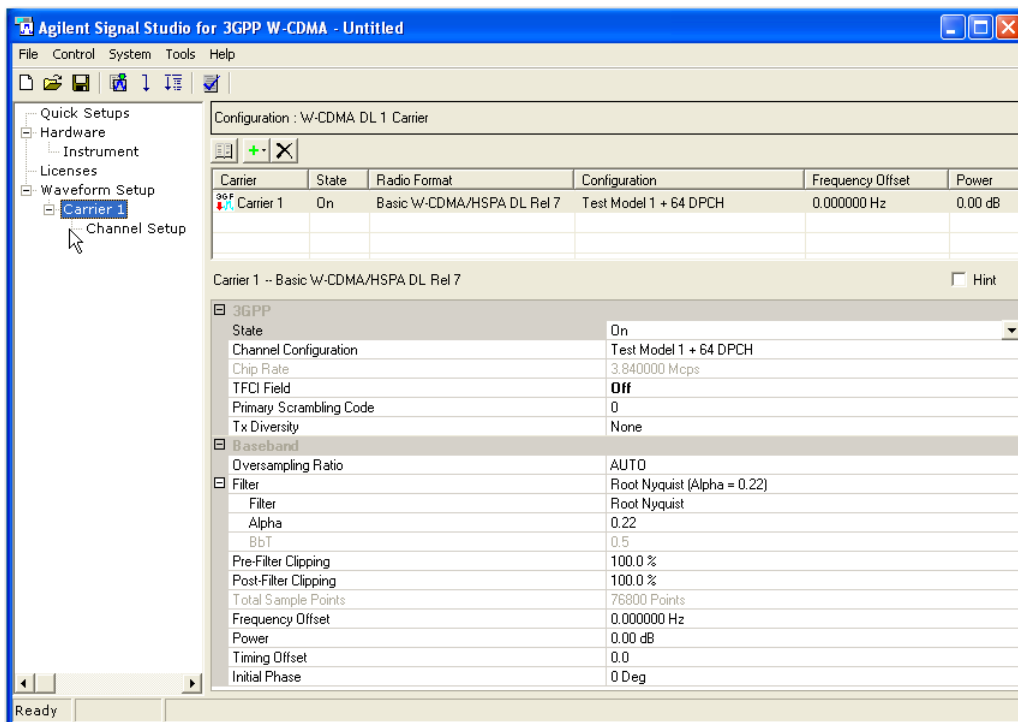 Agilent Signal Studio for 3GPP W-CDMA - Untitled
File Control System Tools Help
Quick Setups
Hardware
Instrument
Licenses
Waveform Setup
Carrier 1
Channel Setup
Configuration : W-CDMA DL 1 Carrier
Carrier State Radio Format Configuration Frequency Offset Power
3GP Carrier 1 On Basic W-CDMA/HSPA DL Rel 7 Test Model 1 + 64 DPCH 0.000000 Hz 0.00 dB
Carrier 1 -- Basic W-CDMA/HSPA DL Rel 7 Hint
3GPP
State On
Channel Configuration Test Model 1 + 64 DPCH
Chip Rate 3.840000 Mcps
TFCI Field Off
Primary Scrambling Code 0
Tx Diversity None
Baseband
Oversampling Ratio AUTO
Filter Root Nyquist (Alpha = 0.22)
Filter Root Nyquist
Alpha 0.22
BbT 0.5
Pre-Filter Clipping 100.0 %
Post-Filter Clipping 100.0 %
Total Sample Points 76800 Points
Frequency Offset 0.000000 Hz
Power 0.00 dB
Timing Offset 0.0
Initial Phase 0 Deg
Ready